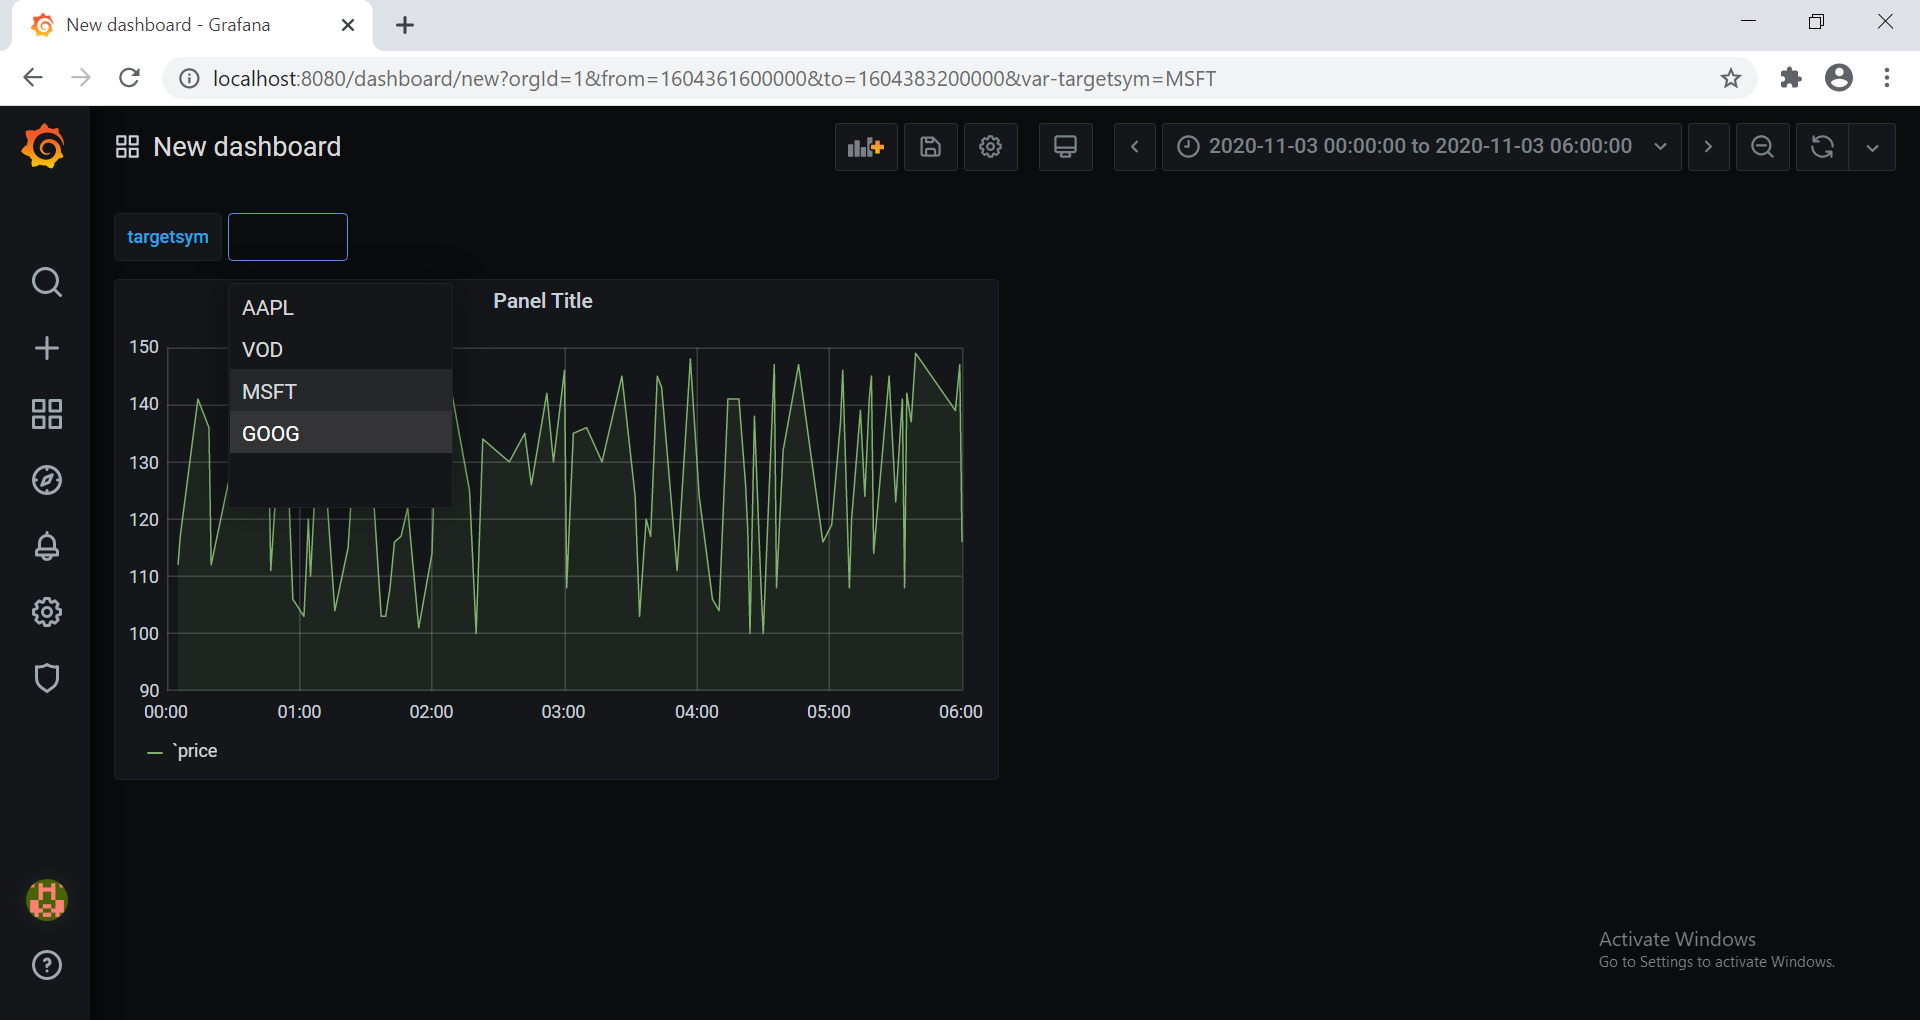 New dashboard - Grafana
localhost:8080/dashboard/new?orgId=1&from=1604361600000&to=1604383200000&var-targetsym=MSFT
New dashboard
2020-11-03 00:00:00 to 2020-11-03 06:00:00
targetsym
AAPL
VOD
MSFT
GOOG
Panel Title
150
140
130
120
110
100
90
00:00 01:00 02:00 03:00 04:00 05:00 06:00
`price
Activate Windows
Go to Settings to activate Windows.